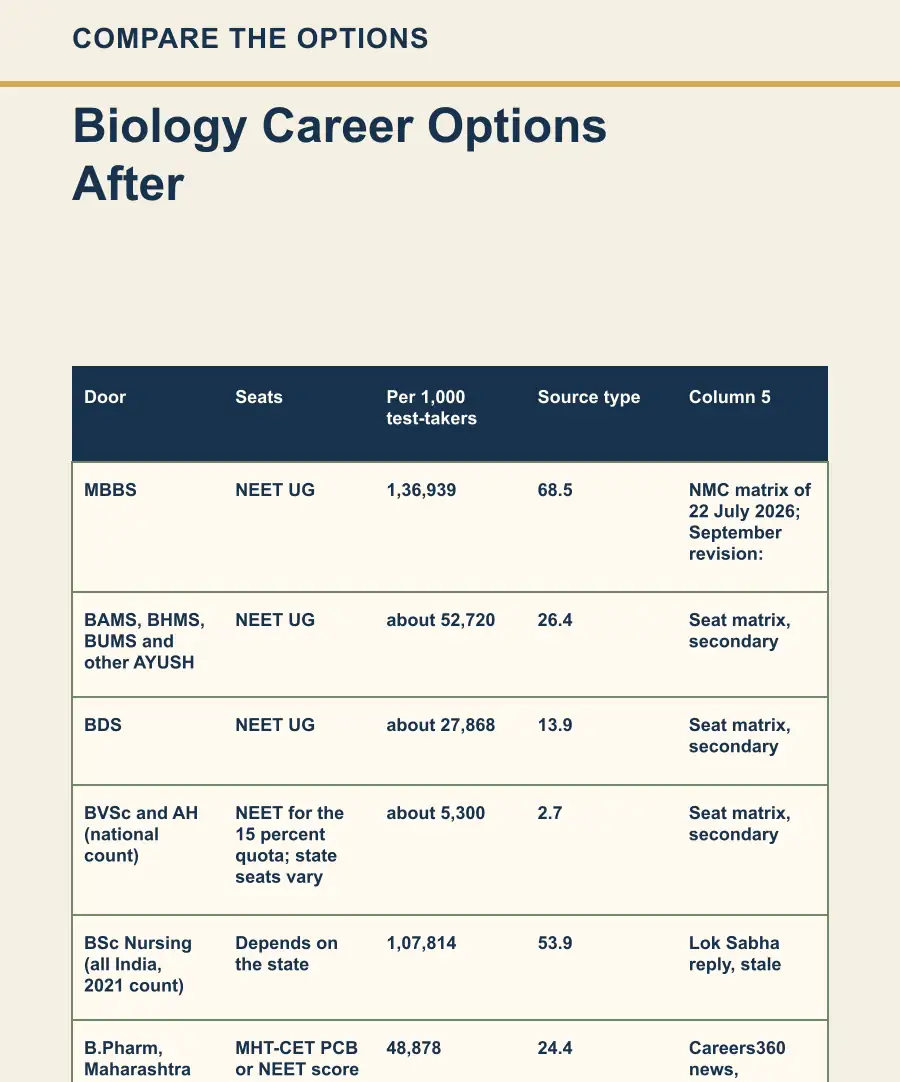 COMPARE THE OPTIONS
Biology Career Options
After
Door
Seats
Per 1,000
test-takers
Source type
Column 5
MBBS
NEET UG
1,36,939
68.5
NMC matrix of
22 July 2026;
September
revision:
BAMS, BHMS,
BUMS and
other AYUSH
NEET UG
about 52,720
26.4
Seat matrix,
secondary
BDS
NEET UG
about 27,868
13.9
Seat matrix,
secondary
BVSc and AH
(national
count)
NEET for the
15 percent
quota; state
seats vary
about 5,300
2.7
Seat matrix,
secondary
BSc Nursing
(all India,
2021 count)
Depends on
the state
1,07,814
53.9
Lok Sabha
reply, stale
B.Pharm,
Maharashtra
MHT-CET PCB
or NEET score
48,878
24.4
Careers360
news,